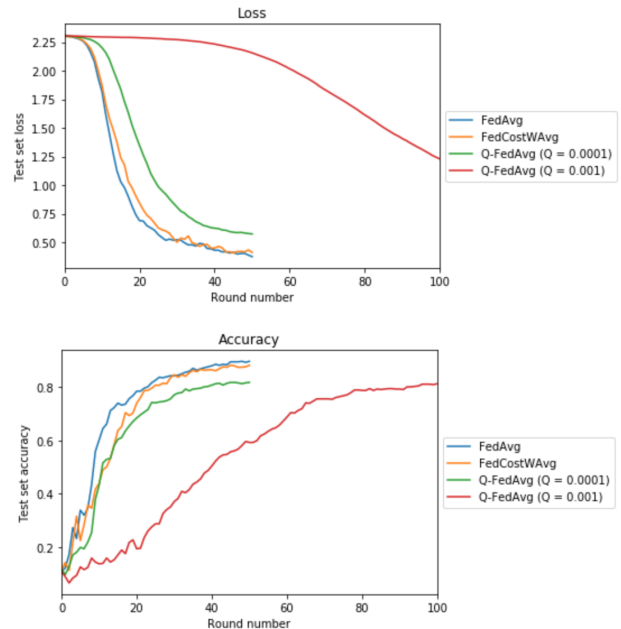 Loss
2.25
2.00
1.75
1.50
1.25
1.00
0.75
0.50
Test set loss
0 20 40 60 80 100
Round number
FedAvg
FedCostWAvg
Q-FedAvg (Q = 0.0001)
Q-FedAvg (Q = 0.001)
Accuracy
0.8
0.6
0.4
0.2
Test set accuracy
0 20 40 60 80 100
Round number
FedAvg
FedCostWAvg
Q-FedAvg (Q = 0.0001)
Q-FedAvg (Q = 0.001)